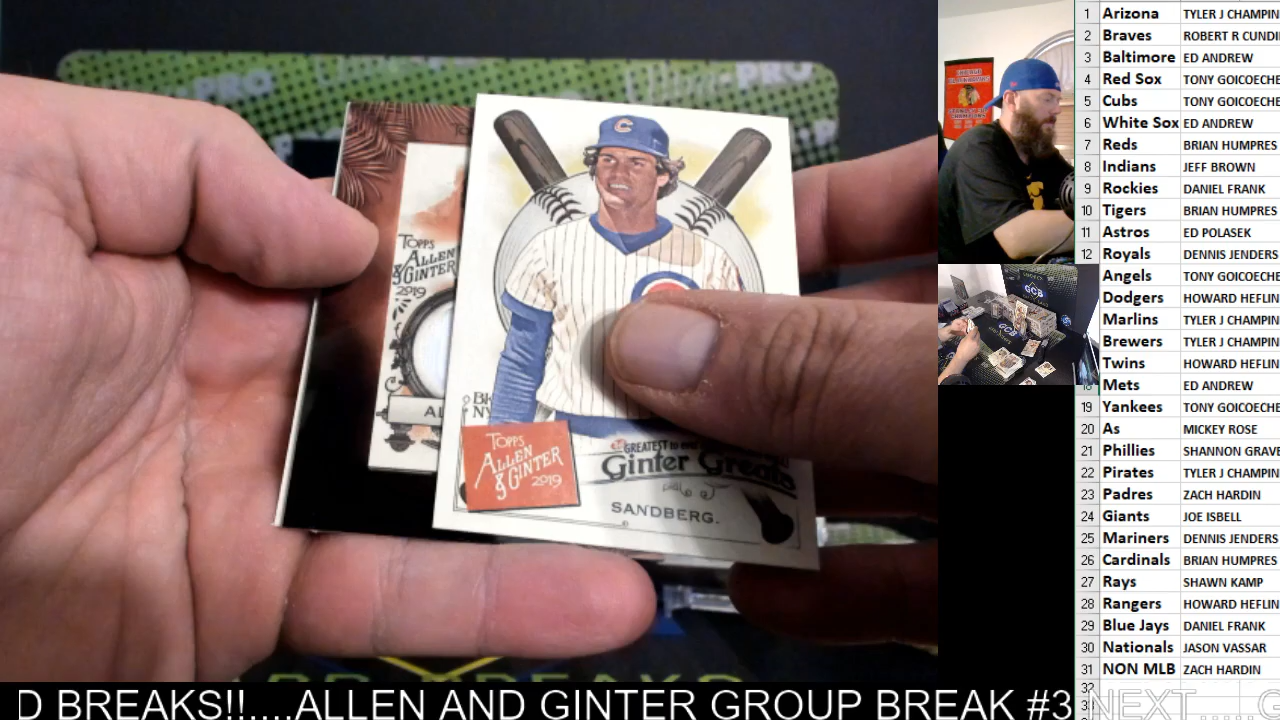 TOPPS
ALLEN
& GINTER
2019
AL
C
TOPPS
ALLEN
& GINTER
2019
GREATEST
Ginter Greats
SANDBERG.
GCB
GCB
1 Arizona TYLER J CHAMPIN
2 Braves ROBERT R CUNDI
3 Baltimore ED ANDREW
4 Red Sox TONY GOICOECHE
5 Cubs TONY GOICOECHE
6 White Sox ED ANDREW
7 Reds BRIAN HUMPRES
8 Indians JEFF BROWN
9 Rockies DANIEL FRANK
10 Tigers BRIAN HUMPRES
11 Astros ED POLASEK
12 Royals DENNIS JENDERS
Angels TONY GOICOECHE
Dodgers HOWARD HEFLIN
Marlins TYLER J CHAMPIN
Brewers TYLER J CHAMPIN
Twins HOWARD HEFLIN
Mets ED ANDREW
19 Yankees TONY GOICOECHE
20 As MICKEY ROSE
21 Phillies SHANNON GRAVE
22 Pirates TYLER J CHAMPIN
23 Padres ZACH HARDIN
24 Giants JOE ISBELL
25 Mariners DENNIS JENDERS
26 Cardinals BRIAN HUMPRES
27 Rays SHAWN KAMP
28 Rangers HOWARD HEFLIN
29 Blue Jays DANIEL FRANK
30 Nationals JASON VASSAR
31 NON MLB ZACH HARDIN
32
D BREAKS!!....ALLEN AND GINTER GROUP BREAK #3 NEXT.....G